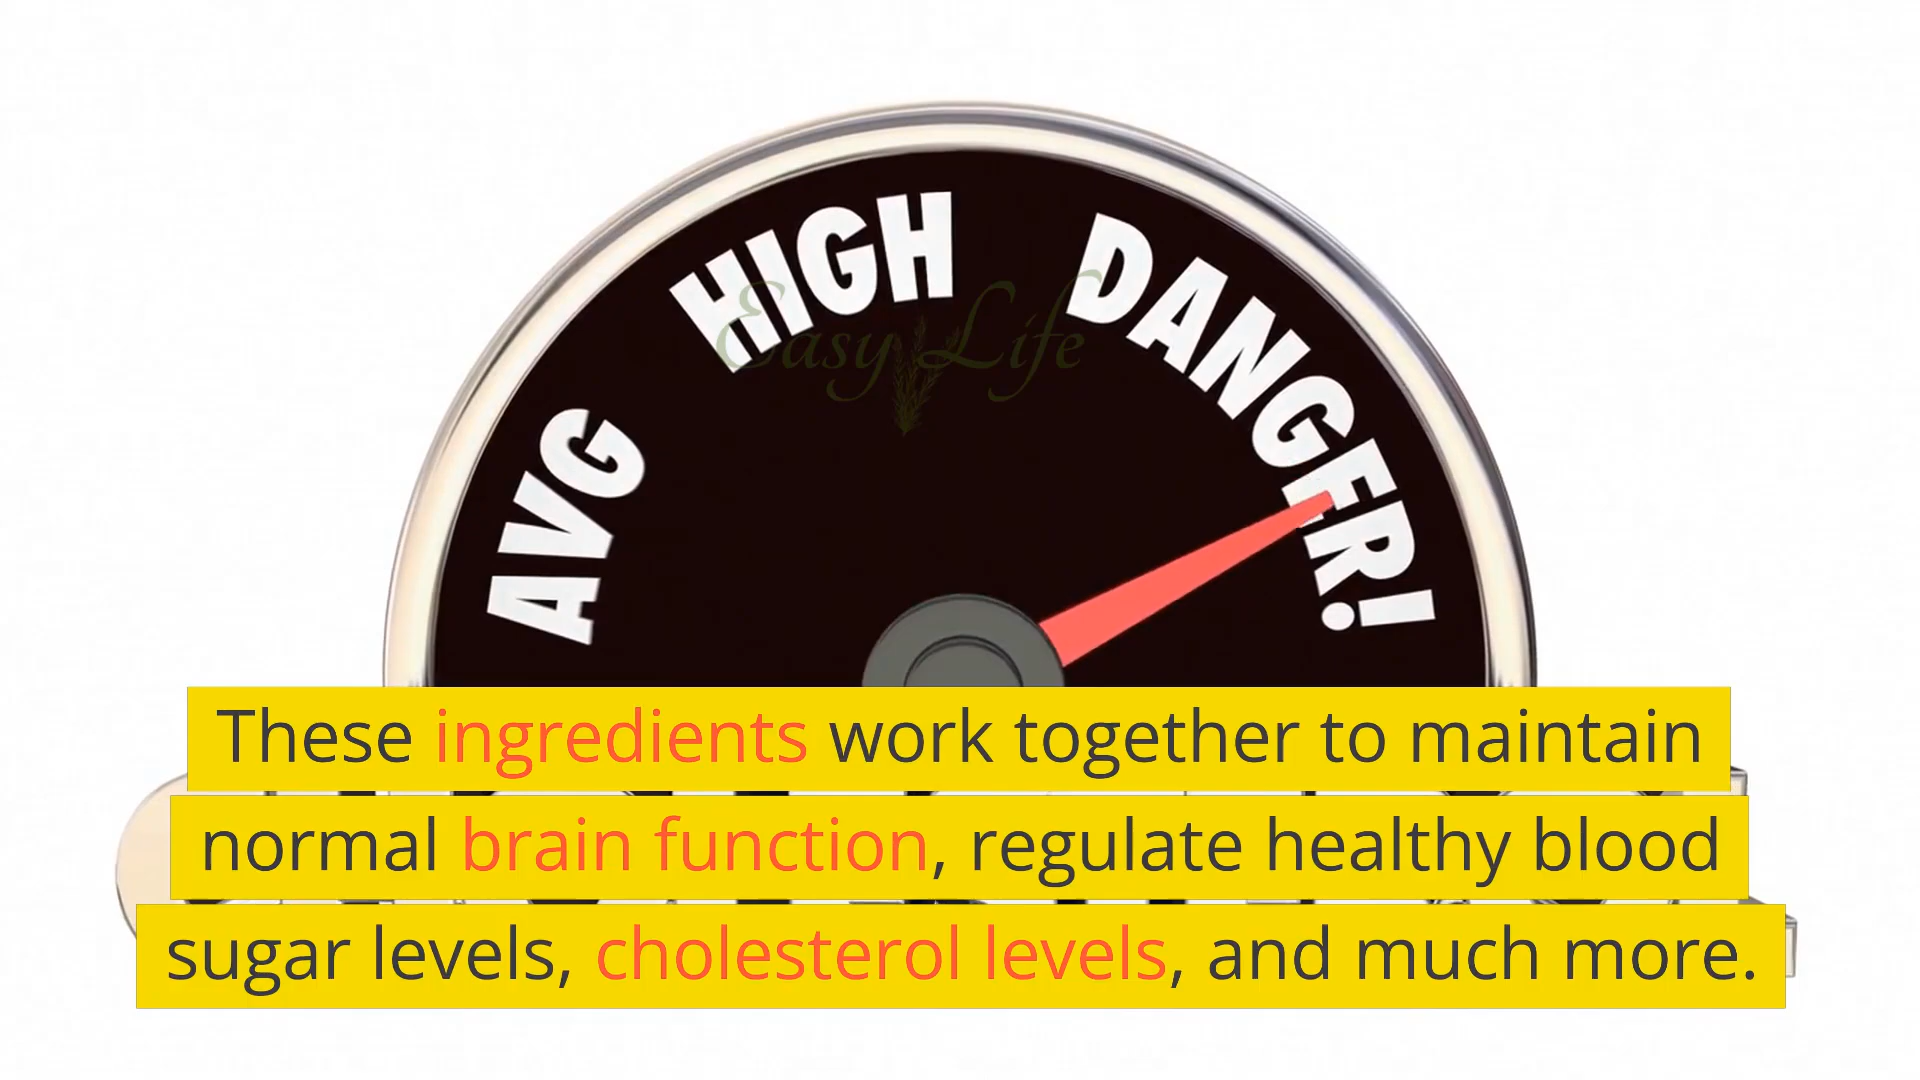 AVG HIGH DANGER!
Easy Life
These ingredients work together to maintain
normal brain function, regulate healthy blood
sugar levels, cholesterol levels, and much more.